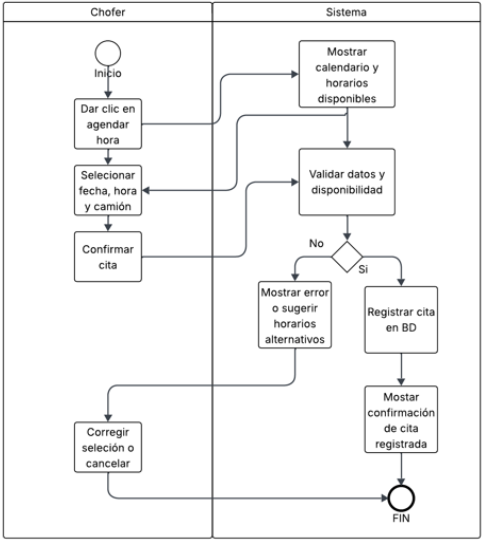 Chofer
Sistema
Inicio
Dar clic en
agendar
hora
Mostrar
calendario y
horarios
disponibles
Selecionar
fecha, hora
y camión
Validar datos y
disponibilidad
Confirmar
cita
No
Si
Mostrar error
o sugerir
horarios
alternativos
Registrar cita
en BD
Mostar
confirmación
de cita
registrada
Corregir
seleción o
cancelar
FIN